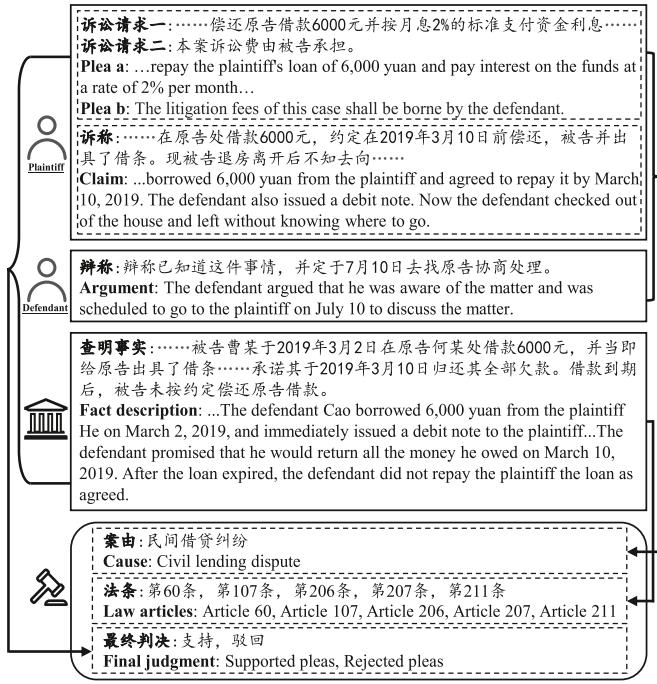 诉讼请求一：……偿还原告借款6000元并按月息2%的标准支付资金利息……
诉讼请求二：本案诉讼费由被告承担。
Plea a: …repay the plaintiff's loan of 6,000 yuan and pay interest on the funds at
a rate of 2% per month…
Plea b: The litigation fees of this case shall be borne by the defendant.
Plaintiff
诉称：……在原告处借款6000元，约定在2019年3月10日前偿还，被告并出
具了借条。现被告退房离开后不知去向……
Claim: ...borrowed 6,000 yuan from the plaintiff and agreed to repay it by March
10, 2019. The defendant also issued a debit note. Now the defendant checked out
of the house and left without knowing where to go.
Defendant
辩称：辩称已知道这件事情，并定于7月10日去找原告协商处理。
Argument: The defendant argued that he was aware of the matter and was
scheduled to go to the plaintiff on July 10 to discuss the matter.
查明事实：……被告曹某于2019年3月2日在原告何某处借款6000元，并当即
给原告出具了借条……承诺其于2019年3月10日归还其全部欠款。借款到期
后，被告未按约定偿还原告借款。
Fact description: ...The defendant Cao borrowed 6,000 yuan from the plaintiff
He on March 2, 2019, and immediately issued a debit note to the plaintiff...The
defendant promised that he would return all the money he owed on March 10,
2019. After the loan expired, the defendant did not repay the plaintiff the loan as
agreed.
案由：民间借贷纠纷
Cause: Civil lending dispute
法条：第60条，第107条，第206条，第207条，第211条
Law articles: Article 60, Article 107, Article 206, Article 207, Article 211
最终判决：支持，驳回
Final judgment: Supported pleas, Rejected pleas